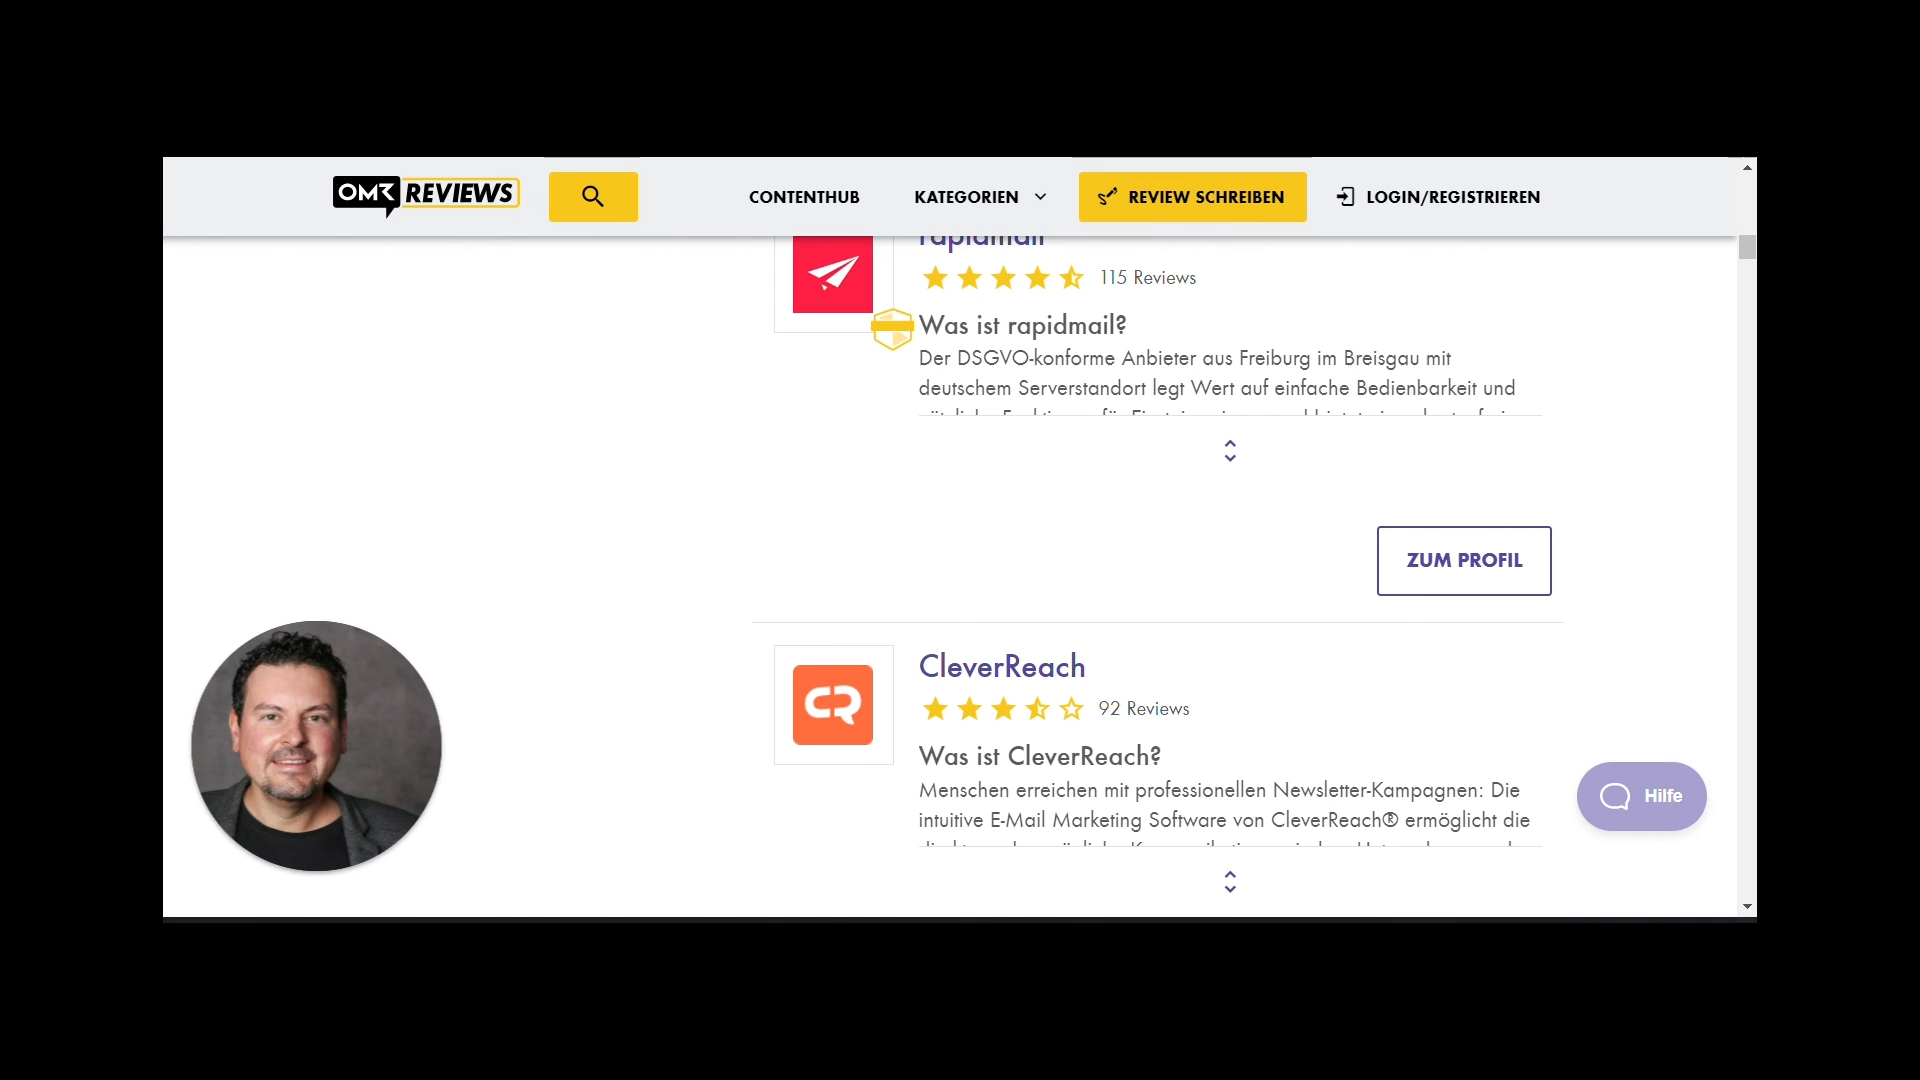 OMR REVIEWS
CONTENTHUB
KATEGORIEN
REVIEW SCHREIBEN
LOGIN/REGISTRIEREN
rapidmail
115 Reviews
Was ist rapidmail?
Der DSGVO-konforme Anbieter aus Freiburg im Breisgau mit
deutschem Serverstandort legt Wert auf einfache Bedienbarkeit und
ZUM PROFIL
CR
CleverReach
92 Reviews
Was ist CleverReach?
Menschen erreichen mit professionellen Newsletter-Kampagnen: Die
intuitive E-Mail Marketing Software von CleverReach® ermöglicht die
Hilfe